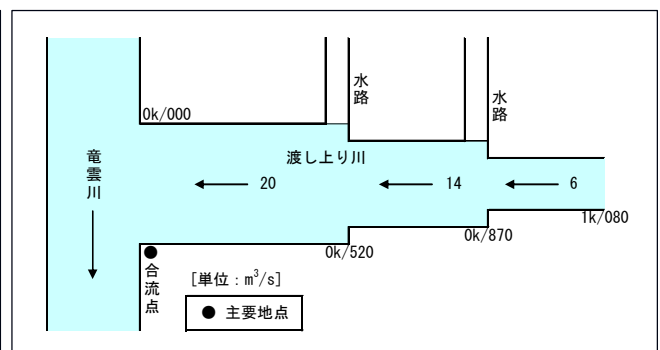 水路
水路
0k/000
竜雲川
渡し上り川
20
14
6
1k/080
0k/870
0k/520
合流点
[単位：m³/s]
● 主要地点